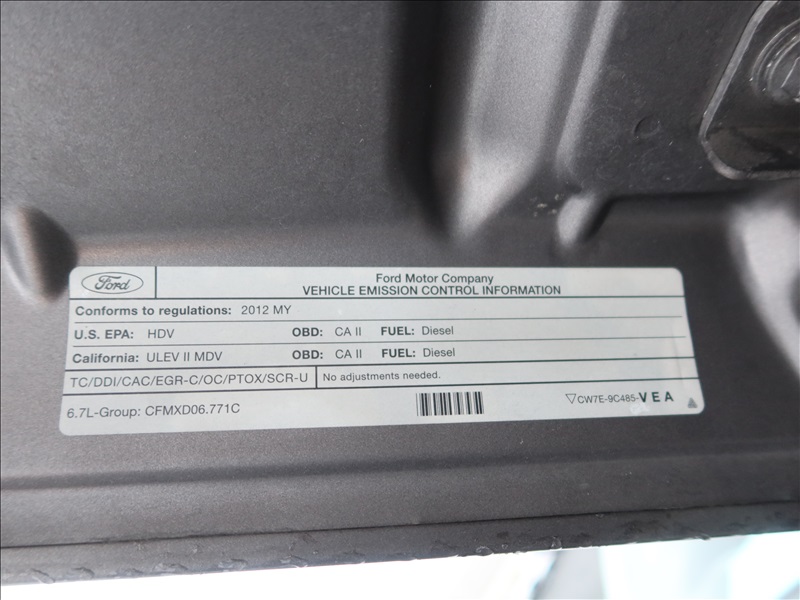 Ford
Ford Motor Company
VEHICLE EMISSION CONTROL INFORMATION
Conforms to regulations: 2012 MY
U.S. EPA: HDV OBD: CA II FUEL: Diesel
California: ULEV II MDV OBD: CA II FUEL: Diesel
TC/DDI/CAC/EGR-C/OC/PTOX/SCR-U No adjustments needed.
6.7L-Group: CFMXD06.771C
▽CW7E-9C485-VEA